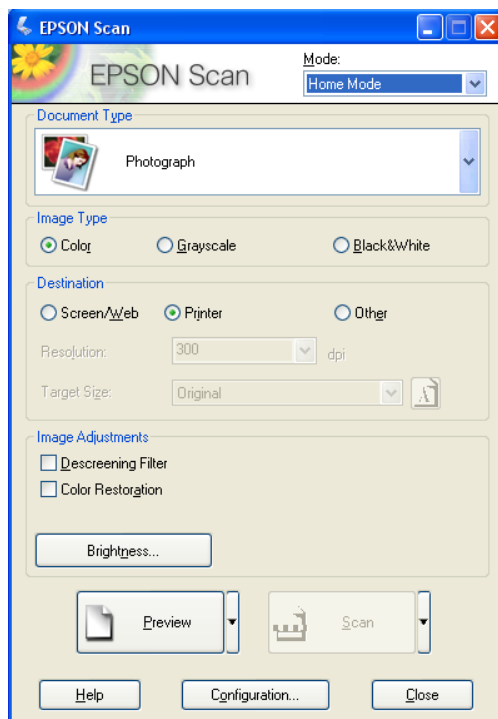 EPSON Scan
EPSON Scan
Mode:
Home Mode
Document Type
Photograph
Image Type
Color
Grayscale
Black&White
Destination
Screen/Web
Printer
Other
Resolution:
300
dpi
Target Size:
Original
A
Image Adjustments
Descreening Filter
Color Restoration
Brightness...
Preview
Scan
Help
Configuration...
Close